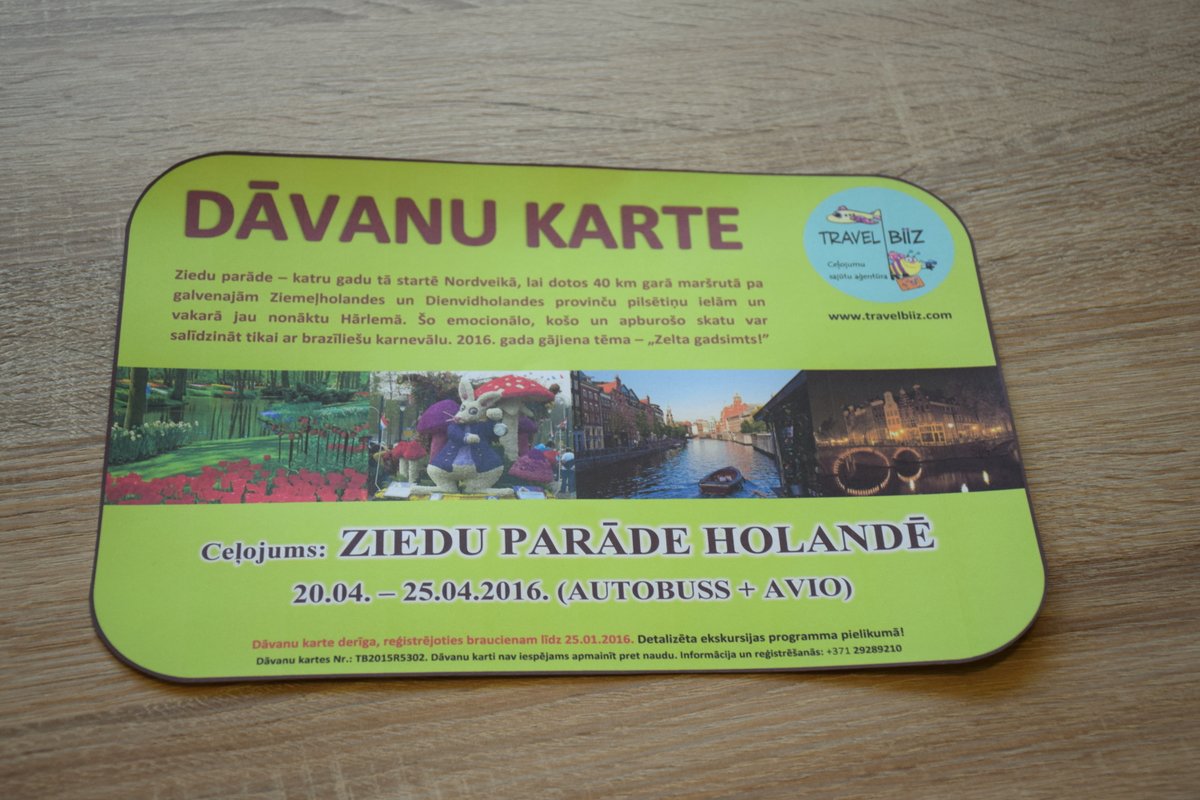 DĀVANU KARTE
Ziedu parāde – katru gadu tā startē Nordveikā, lai dotos 40 km garā maršrutā pa
galvenajām Ziemeļholandes un Dienvidholandes provinču pilsētiņu ielām un
vakarā jau nonāktu Hārlemā. Šo emocionālo, košo un apburošo skatu var
salīdzināt tikai ar brazīliešu karnevālu. 2016. gada gājiena tēma – „Zelta gadsimts!”
TRAVEL BIIZ
Ceļojumu
sajūtu aģentūra
www.travelbiiz.com
Ceļojums: ZIEDU PARĀDE HOLANDĒ
20.04. – 25.04.2016. (AUTOBUSS + AVIO)
Dāvanu karte derīga, reģistrējoties braucienam līdz 25.01.2016. Detalizēta ekskursijas programma pielikumā!
Dāvanu kartes Nr.: TB2015R5302. Dāvanu karti nav iespējams apmainīt pret naudu. Informācija un reģistrēšanās: +371 29289210